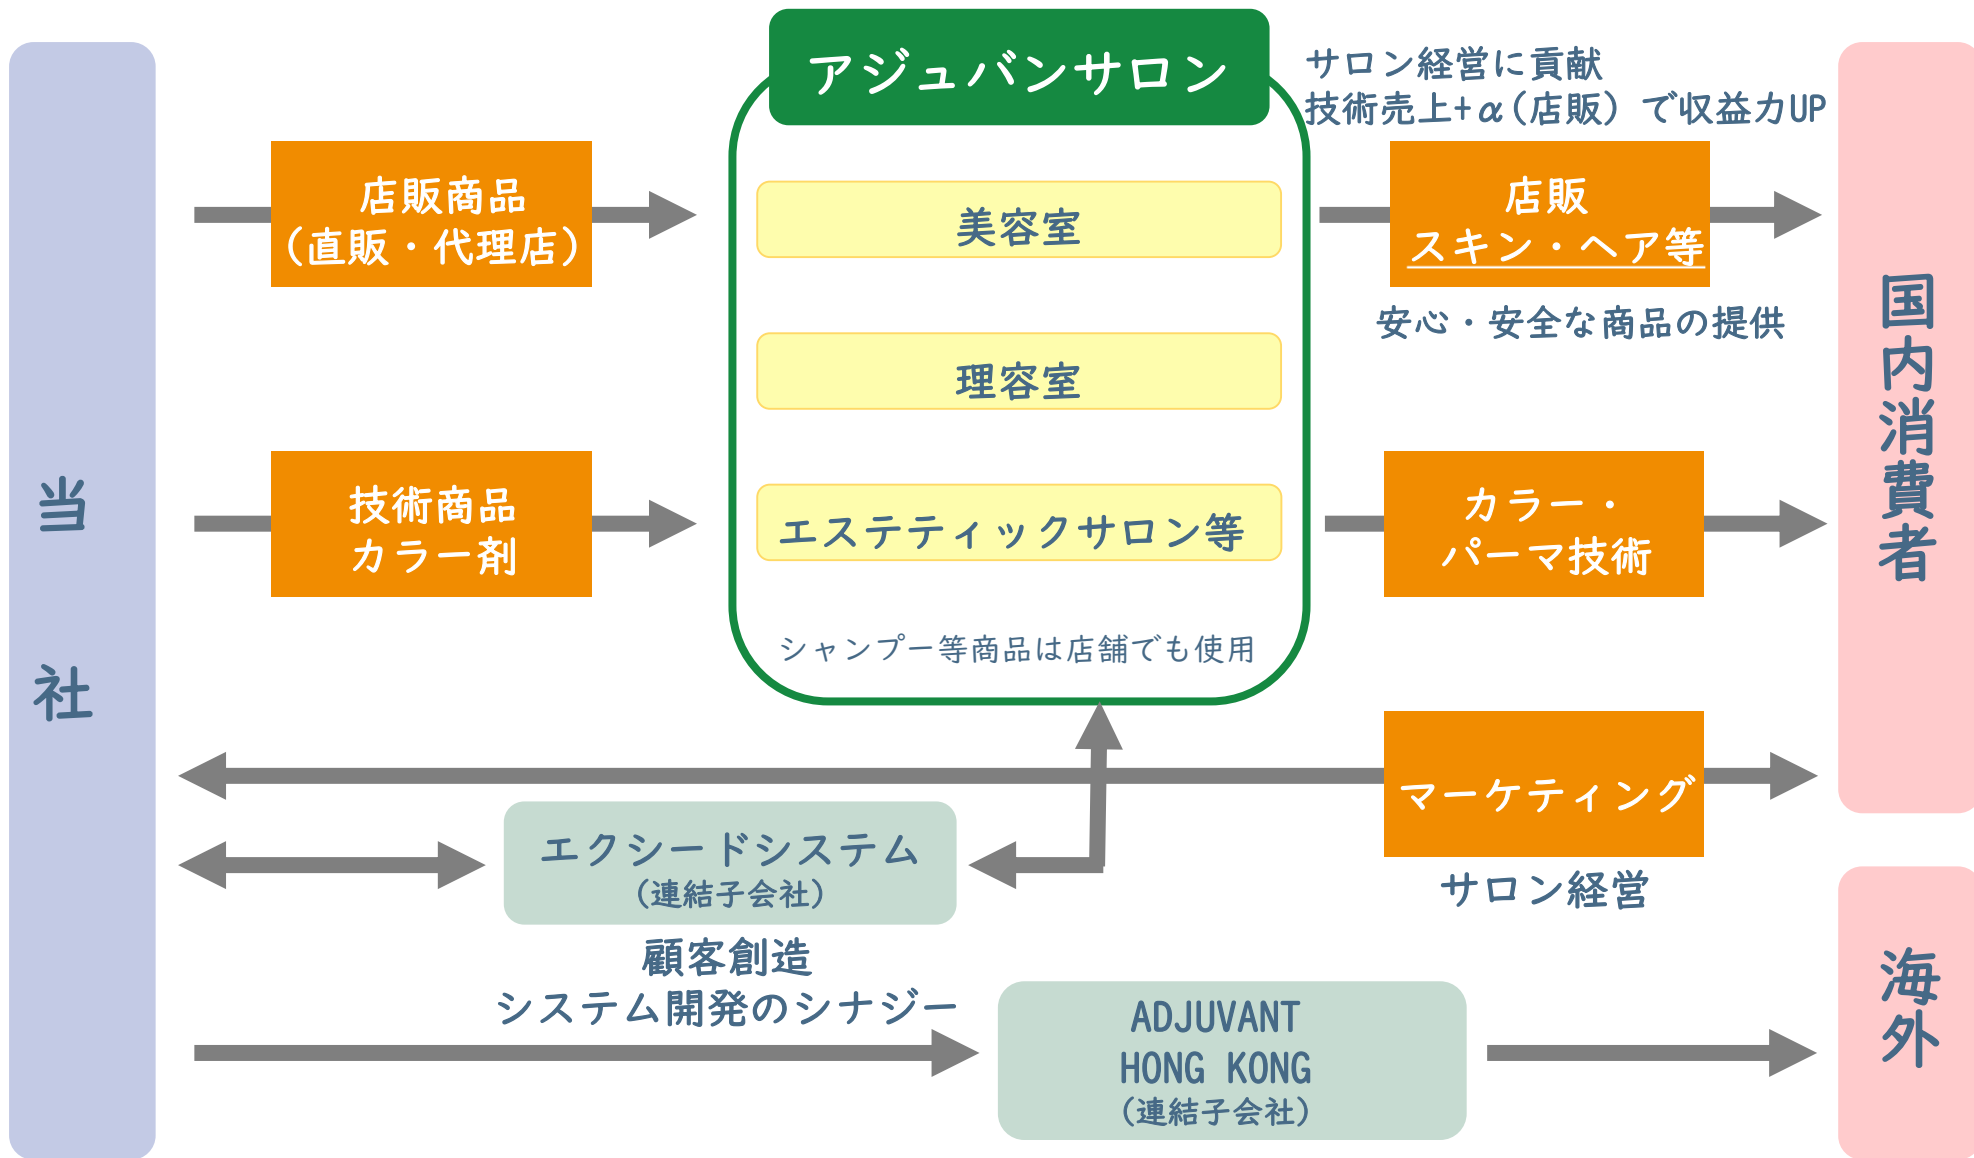 アジュバンサロン
サロン経営に貢献
技術売上+α(店販)で収益力UP
店販商品
(直販・代理店)
美容室
店販
スキン・ヘア等
安心・安全な商品の提供
理容室
国内消費者
当社
技術商品
カラー剤
エステティックサロン等
カラー・
パーマ技術
シャンプー等商品は店舗でも使用
マーケティング
サロン経営
エクシードシステム
(連結子会社)
顧客創造
システム開発のシナジー
ADJUVANT
HONG KONG
(連結子会社)
海外